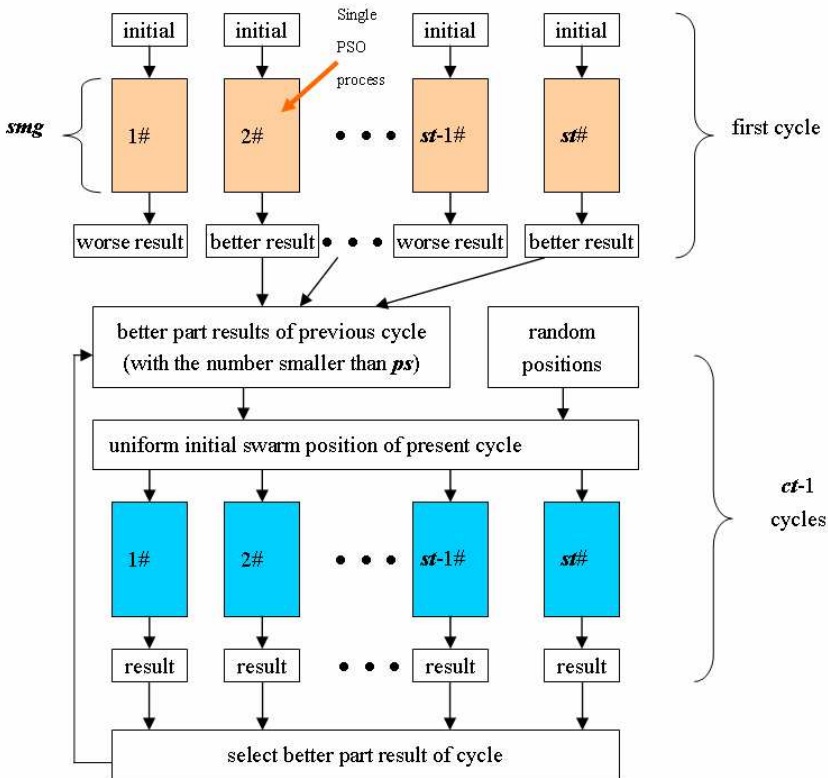 initial initial initial initial
Single
PSO
process
smg
1# 2# st-1# st#
first cycle
worse result better result worse result better result
better part results of previous cycle
(with the number smaller than ps)
random
positions
uniform initial swarm position of present cycle
1# 2# st-1# st#
ct-1
cycles
result result result result
select better part result of cycle